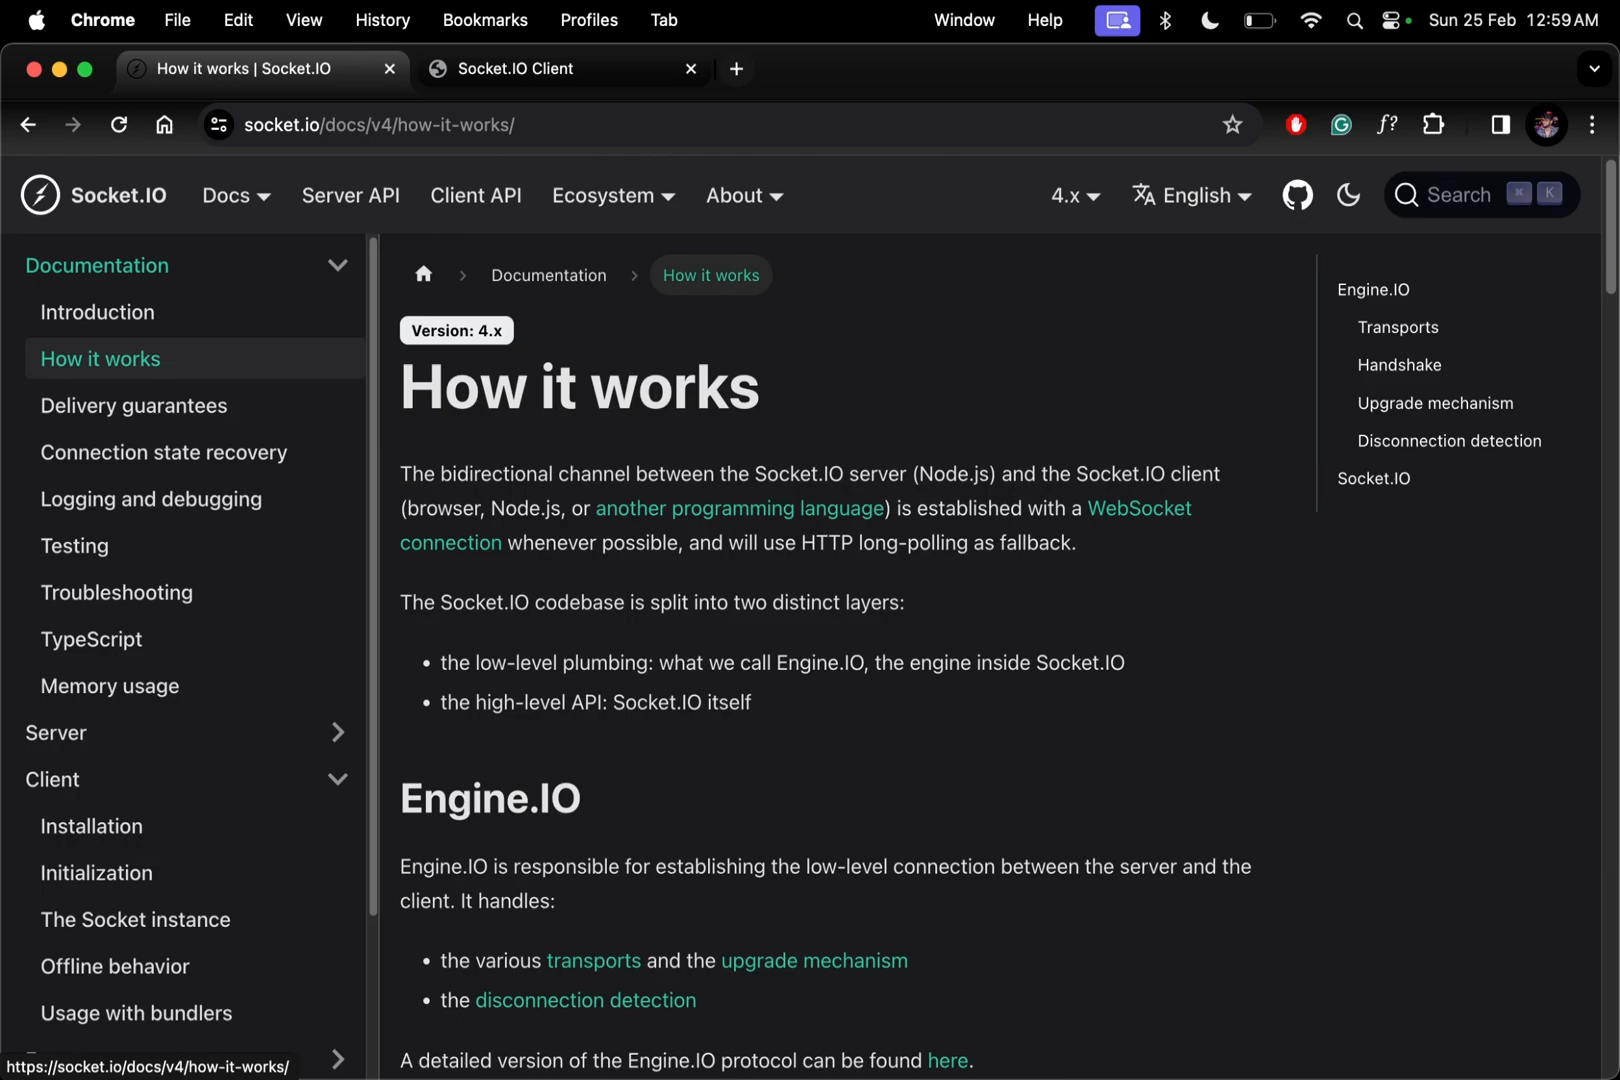 Chrome File Edit View History Bookmarks Profiles Tab Window Help Sun 25 Feb 12:59 AM
How it works | Socket.IO
Socket.IO Client
socket.io/docs/v4/how-it-works/
f?
Socket.IO Docs Server API Client API Ecosystem About 4.x English Search ⌘ K
Documentation
Introduction
How it works
Delivery guarantees
Connection state recovery
Logging and debugging
Testing
Troubleshooting
TypeScript
Memory usage
Server
Client
Installation
Initialization
The Socket instance
Offline behavior
Usage with bundlers
https://socket.io/docs/v4/how-it-works/
Documentation How it works
Version: 4.x
How it works
The bidirectional channel between the Socket.IO server (Node.js) and the Socket.IO client
(browser, Node.js, or another programming language) is established with a WebSocket
connection whenever possible, and will use HTTP long-polling as fallback.
The Socket.IO codebase is split into two distinct layers:
• the low-level plumbing: what we call Engine.IO, the engine inside Socket.IO
• the high-level API: Socket.IO itself
Engine.IO
Engine.IO is responsible for establishing the low-level connection between the server and the
client. It handles:
• the various transports and the upgrade mechanism
• the disconnection detection
A detailed version of the Engine.IO protocol can be found here.
Engine.IO
Transports
Handshake
Upgrade mechanism
Disconnection detection
Socket.IO